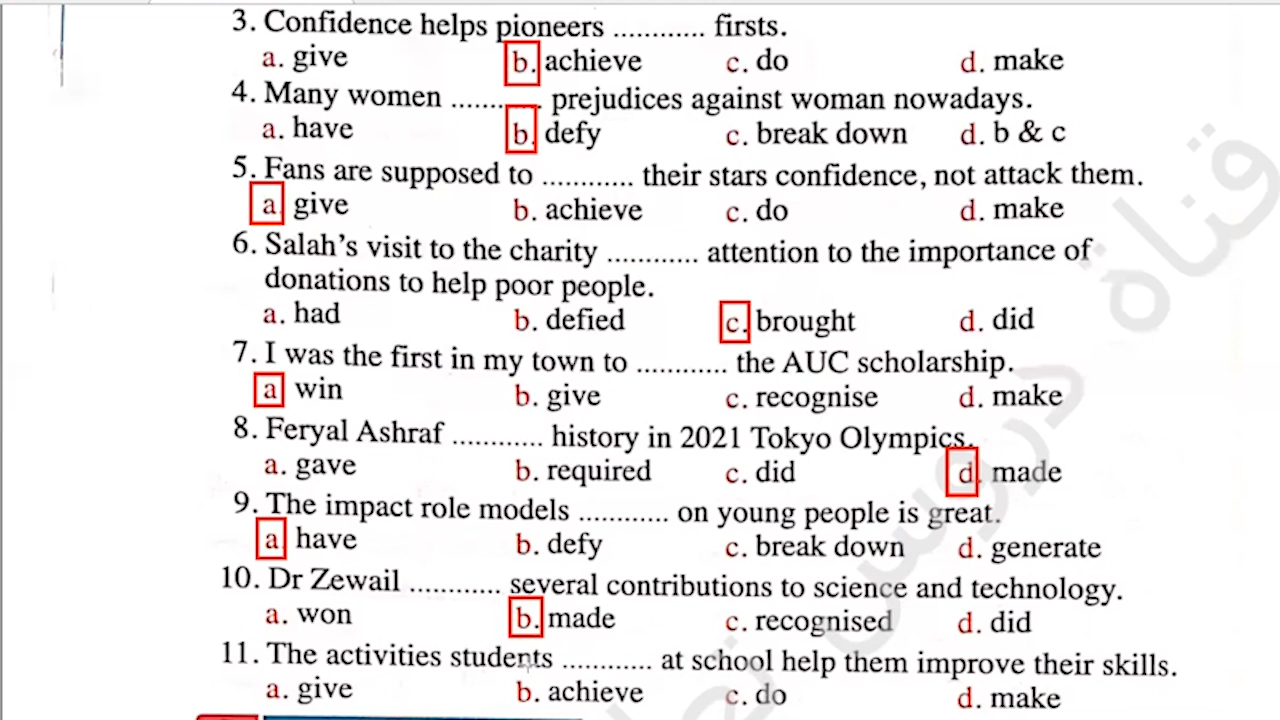 3. Confidence helps pioneers ............ firsts.
a. give b. achieve c. do d. make
4. Many women ............ prejudices against woman nowadays.
a. have b. defy c. break down d. b & c
5. Fans are supposed to ............ their stars confidence, not attack them.
a give b. achieve c. do d. make
6. Salah's visit to the charity ............ attention to the importance of
donations to help poor people.
a. had b. defied c. brought d. did
7. I was the first in my town to ............ the AUC scholarship.
a win b. give c. recognise d. make
8. Feryal Ashraf ............ history in 2021 Tokyo Olympics.
a. gave b. required c. did d. made
9. The impact role models ............ on young people is great.
a have b. defy c. break down d. generate
10. Dr Zewail ............ several contributions to science and technology.
a. won b. made c. recognised d. did
11. The activities students ............ at school help them improve their skills.
a. give b. achieve c. do d. make
قناة دروس